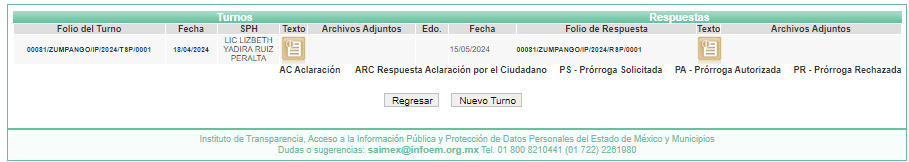 Turnos Respuestas
Folio del Turno Fecha SPH Texto Archivos Adjuntos Edo. Fecha Folio de Respuesta Texto Archivos Adjuntos
00081/ZUMPANGO/IP/2024/TSP/0001 18/04/2024 LIC LIZBETH YADIRA RUIZ PERALTA 15/05/2024 00081/ZUMPANGO/IP/2024/RSP/0001
AC Aclaración ARC Respuesta Aclaración por el Ciudadano PS - Prórroga Solicitada PA - Prórroga Autorizada PR - Prórroga Rechazada
Regresar Nuevo Turno
Instituto de Transparencia, Acceso a la Información Pública y Protección de Datos Personales del Estado de México y Municipios
Dudas o sugerencias: saimex@infoem.org.mx Tel. 01 800 8210441 (01 722) 2261980